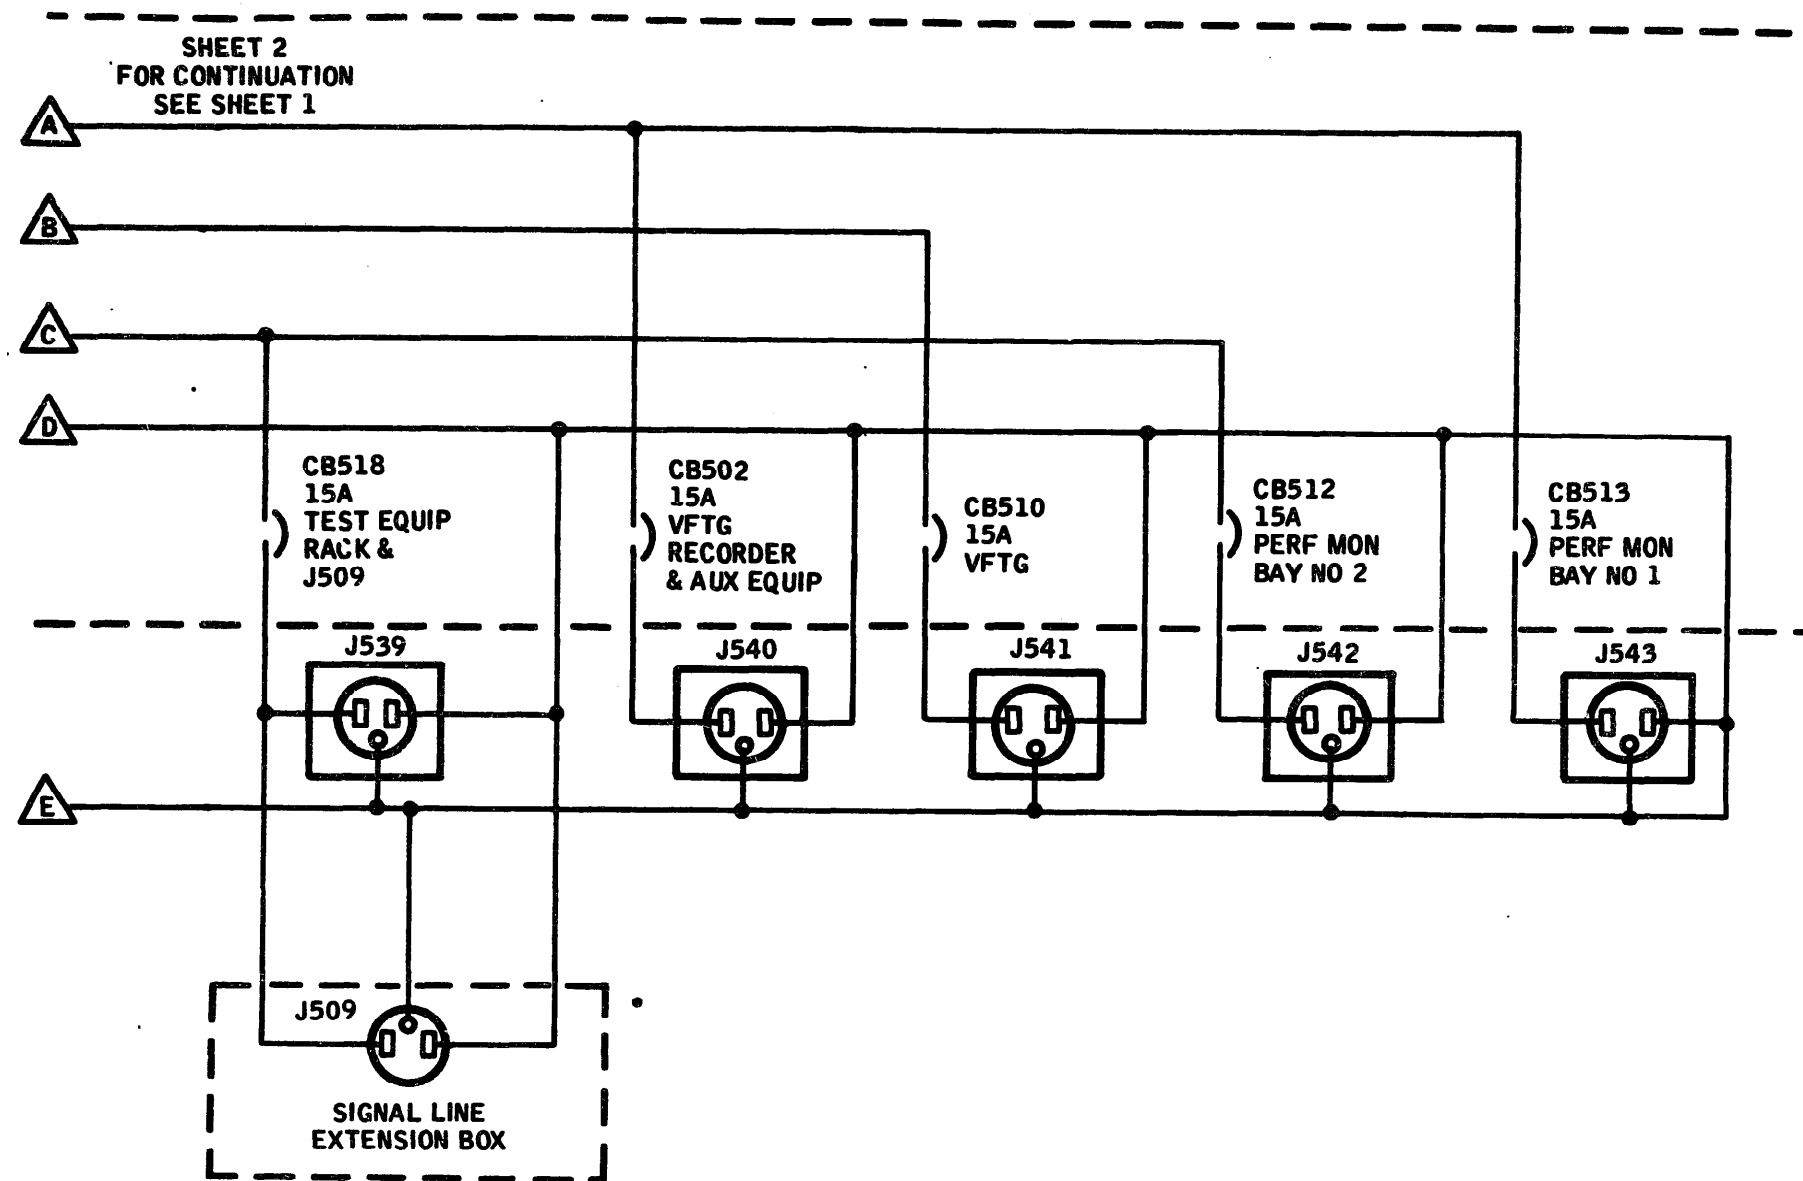 SHEET 2
FOR CONTINUATION
SEE SHEET 1
A
B
C
D
CB518
15A
TEST EQUIP
RACK &
J509
CB502
15A
VFTG
RECORDER
& AUX EQUIP
CB510
15A
VFTG
CB512
15A
PERF MON
BAY NO 2
CB513
15A
PERF MON
BAY NO 1
J539
J540
J541
J542
J543
E
J509
SIGNAL LINE
EXTENSION BOX